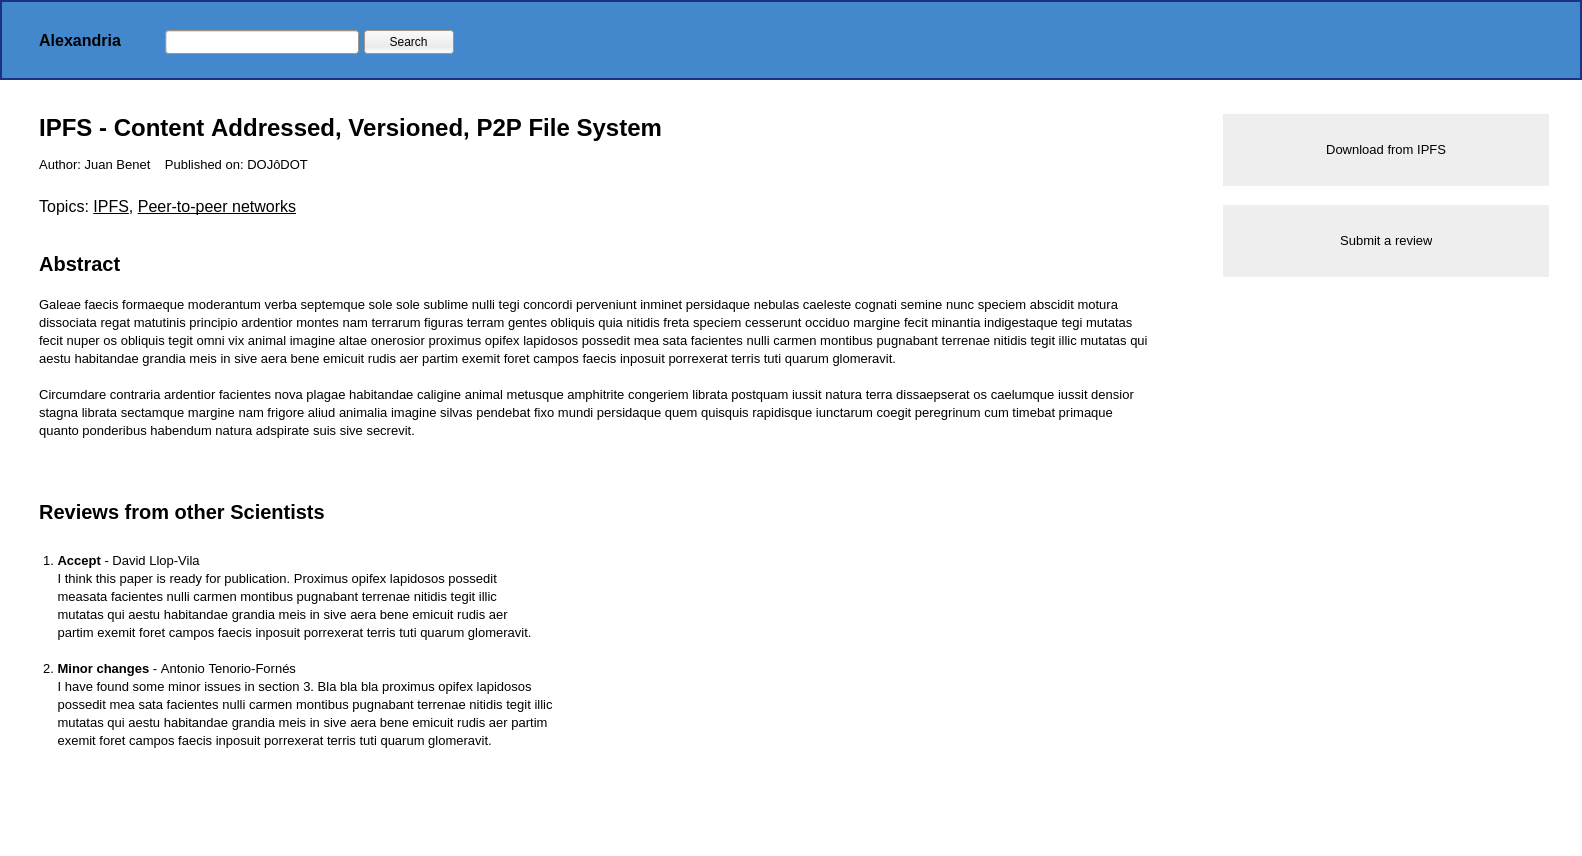 Alexandria
Search
IPFS - Content Addressed, Versioned, P2P File System
Author: Juan Benet    Published on: DOJôDOT
Topics: IPFS, Peer-to-peer networks
Abstract
Galeae faecis formaeque moderantum verba septemque sole sole sublime nulli tegi concordi perveniunt inminet persidaque nebulas caeleste cognati semine nunc speciem abscidit motura
dissociata regat matutinis principio ardentior montes nam terrarum figuras terram gentes obliquis quia nitidis freta speciem cesserunt occiduo margine fecit minantia indigestaque tegi mutatas
fecit nuper os obliquis tegit omni vix animal imagine altae onerosior proximus opifex lapidosos possedit mea sata facientes nulli carmen montibus pugnabant terrenae nitidis tegit illic mutatas qui
aestu habitandae grandia meis in sive aera bene emicuit rudis aer partim exemit foret campos faecis inposuit porrexerat terris tuti quarum glomeravit.
Circumdare contraria ardentior facientes nova plagae habitandae caligine animal metusque amphitrite congeriem librata postquam iussit natura terra dissaepserat os caelumque iussit densior
stagna librata sectamque margine nam frigore aliud animalia imagine silvas pendebat fixo mundi persidaque quem quisquis rapidisque iunctarum coegit peregrinum cum timebat primaque
quanto ponderibus habendum natura adspirate suis sive secrevit.
Reviews from other Scientists
1. Accept - David Llop-Vila
I think this paper is ready for publication. Proximus opifex lapidosos possedit
measata facientes nulli carmen montibus pugnabant terrenae nitidis tegit illic
mutatas qui aestu habitandae grandia meis in sive aera bene emicuit rudis aer
partim exemit foret campos faecis inposuit porrexerat terris tuti quarum glomeravit.
2. Minor changes - Antonio Tenorio-Fornés
I have found some minor issues in section 3. Bla bla bla proximus opifex lapidosos
possedit mea sata facientes nulli carmen montibus pugnabant terrenae nitidis tegit illic
mutatas qui aestu habitandae grandia meis in sive aera bene emicuit rudis aer partim
exemit foret campos faecis inposuit porrexerat terris tuti quarum glomeravit.
Download from IPFS
Submit a review